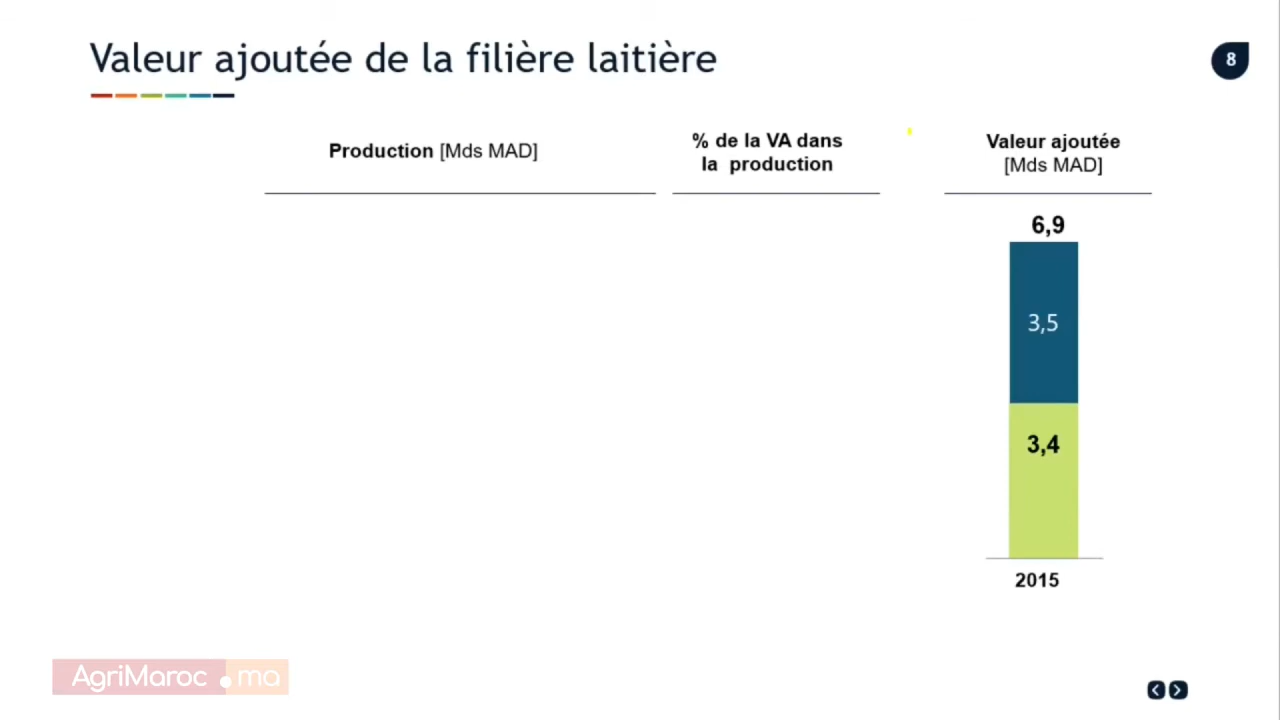 Valeur ajoutée de la filière laitière
8
Production [Mds MAD]
% de la VA dans
la production
Valeur ajoutée
[Mds MAD]
6,9
3,5
3,4
2015
AgriMaroc.ma